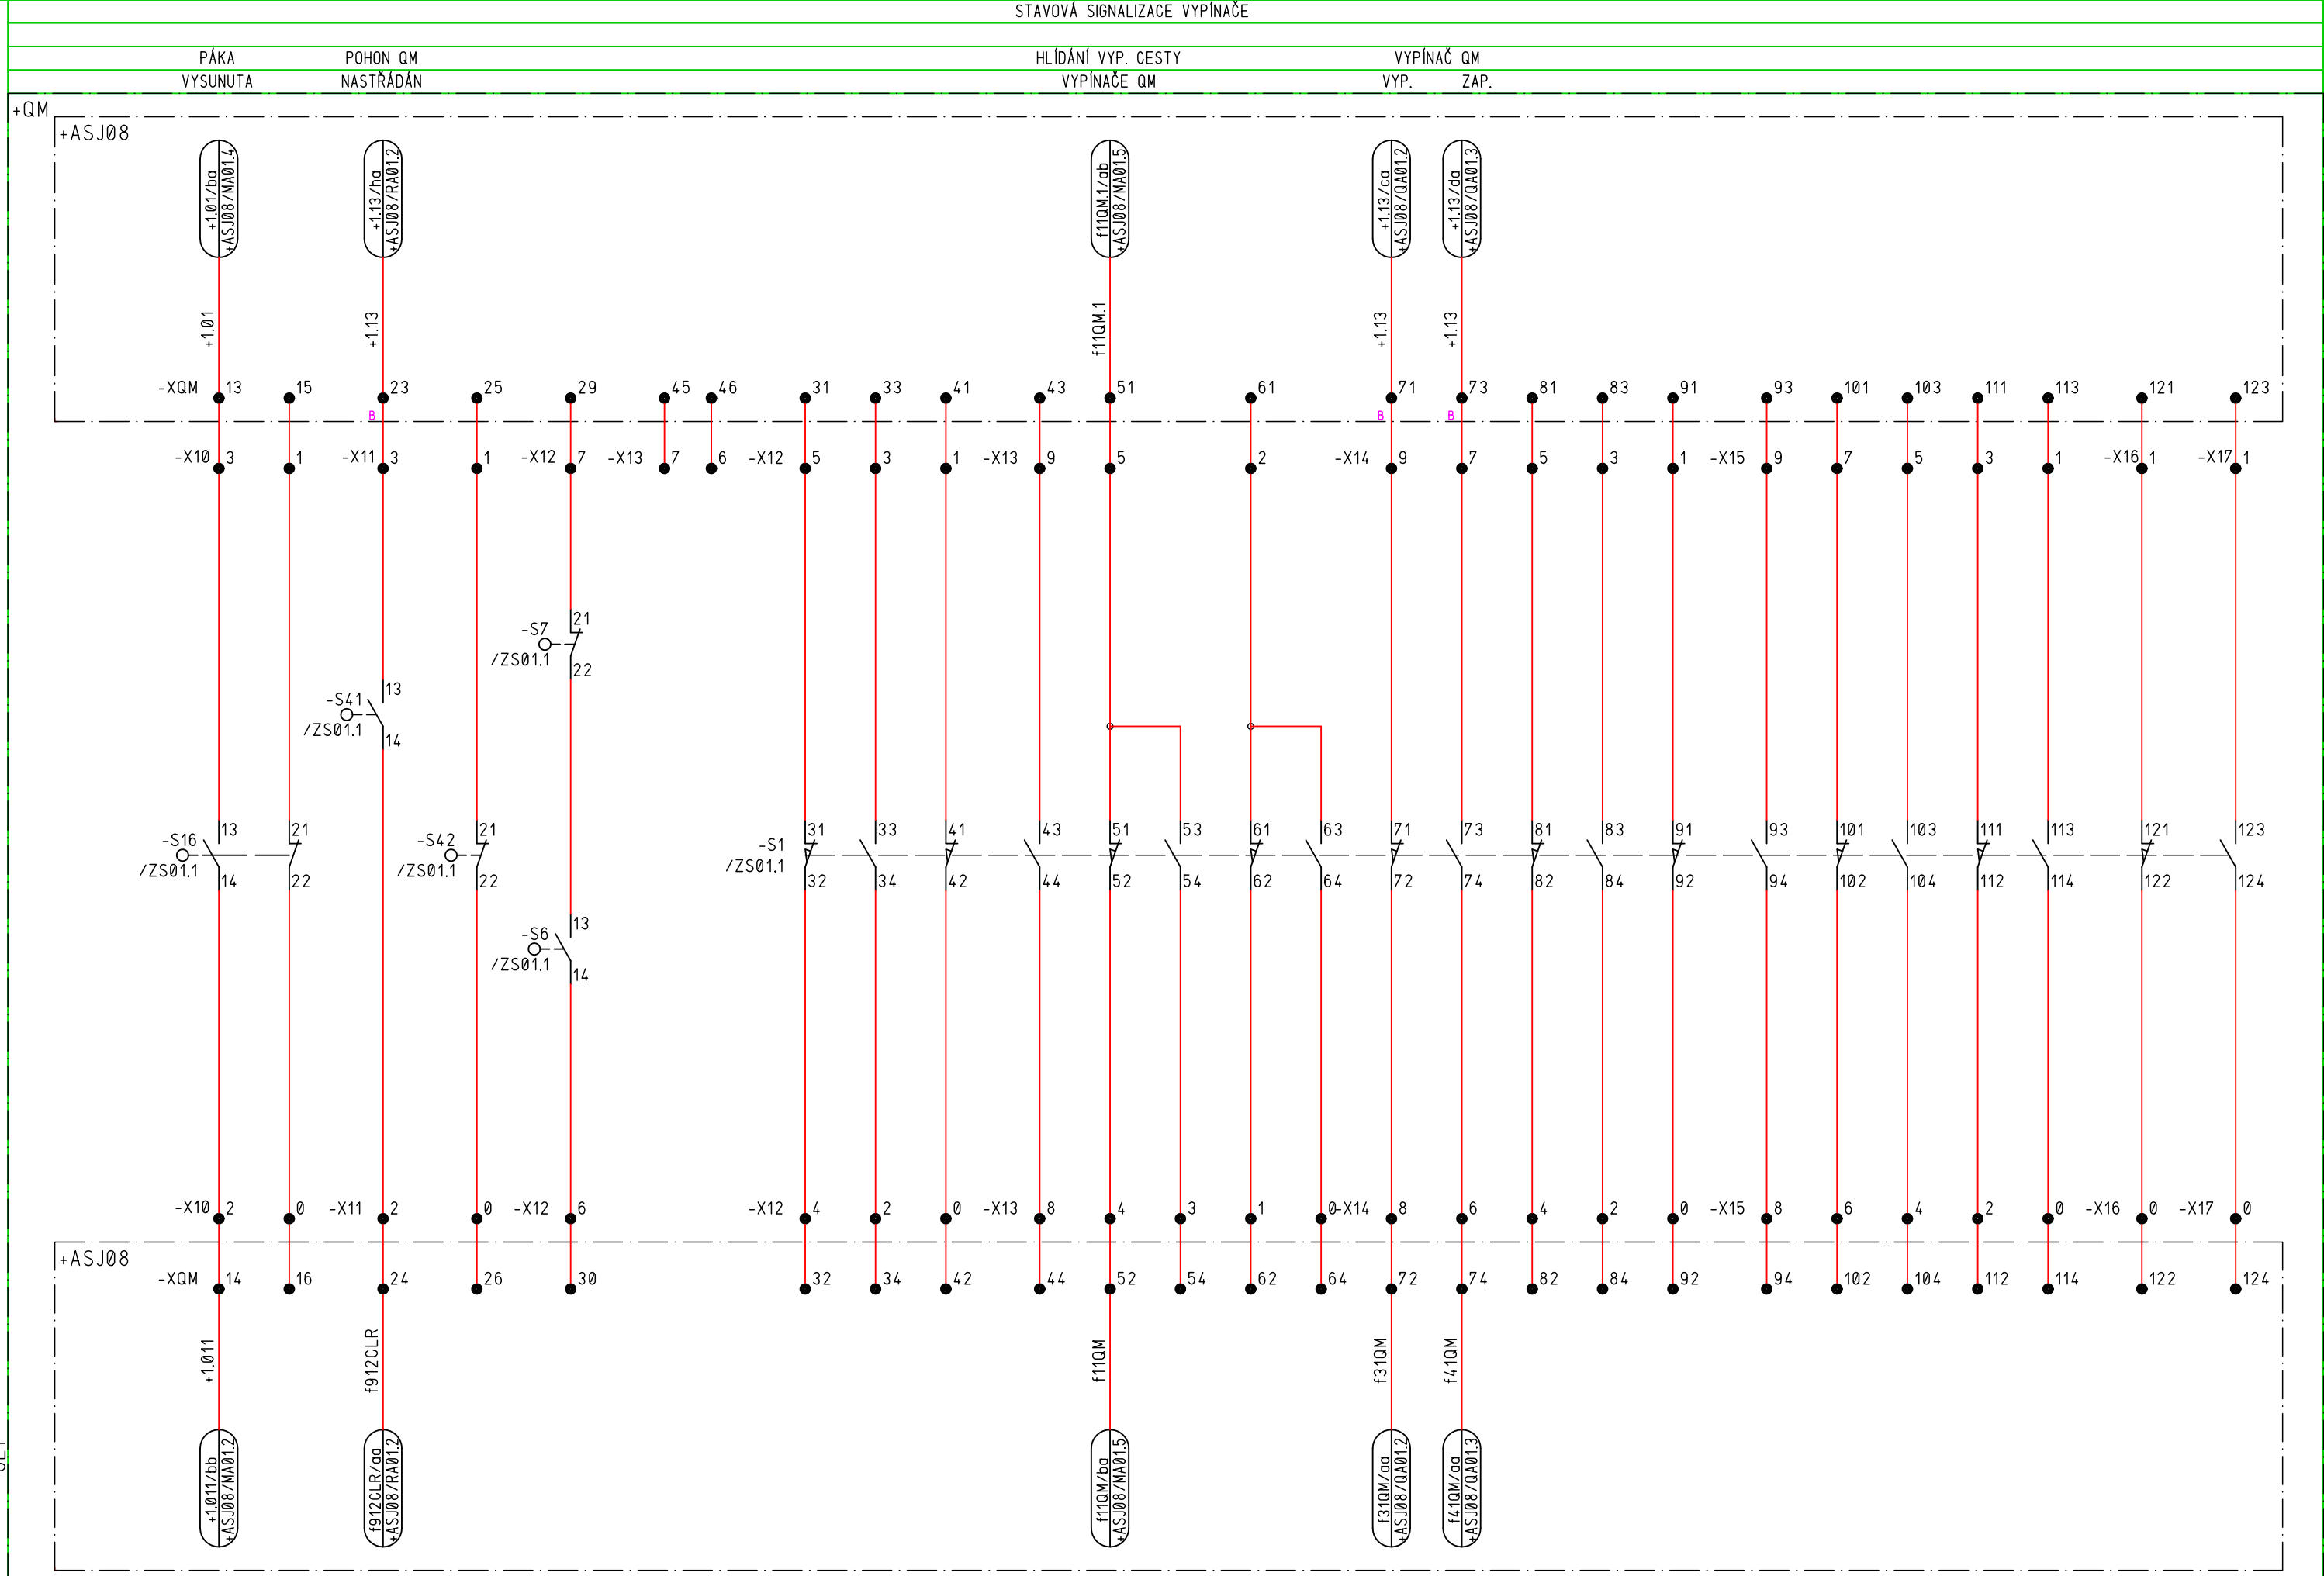 STAVOVÁ SIGNALIZACE VYPÍNAČE
PÁKA POHON QM HLÍDÁNÍ VYP. CESTY VYPÍNAČ QM
VYSUNUTA NASTŘÁDÁN VYPÍNAČE QM VYP. ZAP.
+QM
+ASJ08
+1.01/ba
+ASJ08/MA01.4
+1.13/ha
+ASJ08/RA01.2
f11QM.1/ab
+ASJ08/MA01.5
+1.13/ca
+ASJ08/QA01.2
+1.13/da
+ASJ08/QA01.3
+1.01 +1.13 f11QM.1 +1.13 +1.13
-XQM 13 15 23 25 29 45 46 31 33 41 43 51 61 71 73 81 83 91 93 101 103 111 113 121 123
B B B
-X10 3 1 -X11 3 1 -X12 7 -X13 7 6 -X12 5 3 1 -X13 9 5 2 -X14 9 7 5 3 1 -X15 9 7 5 3 1 -X16 1 -X17 1
21
-S7
/ZS01.1
22
13
-S41
/ZS01.1
14
13 21 21 31 33 41 43 51 53 61 63 71 73 81 83 91 93 101 103 111 113 121 123
-S16 -S42 -S1
/ZS01.1 /ZS01.1 /ZS01.1
14 22 22 32 34 42 44 52 54 62 64 72 74 82 84 92 94 102 104 112 114 122 124
13
-S6
/ZS01.1
14
-X10 2 0 -X11 2 0 -X12 6 -X12 4 2 0 -X13 8 4 3 1 0 -X14 8 6 4 2 0 -X15 8 6 4 2 0 -X16 0 -X17 0
+ASJ08
-XQM 14 16 24 26 30 32 34 42 44 52 54 62 64 72 74 82 84 92 94 102 104 112 114 122 124
+1.011 f912CLR f11QM f31QM f41QM
+1.011/bb
+ASJ08/MA01.2
f912CLR/aa
+ASJ08/RA01.2
f11QM/ba
+ASJ08/MA01.5
f31QM/aa
+ASJ08/QA01.2
f41QM/aa
+ASJ08/QA01.3